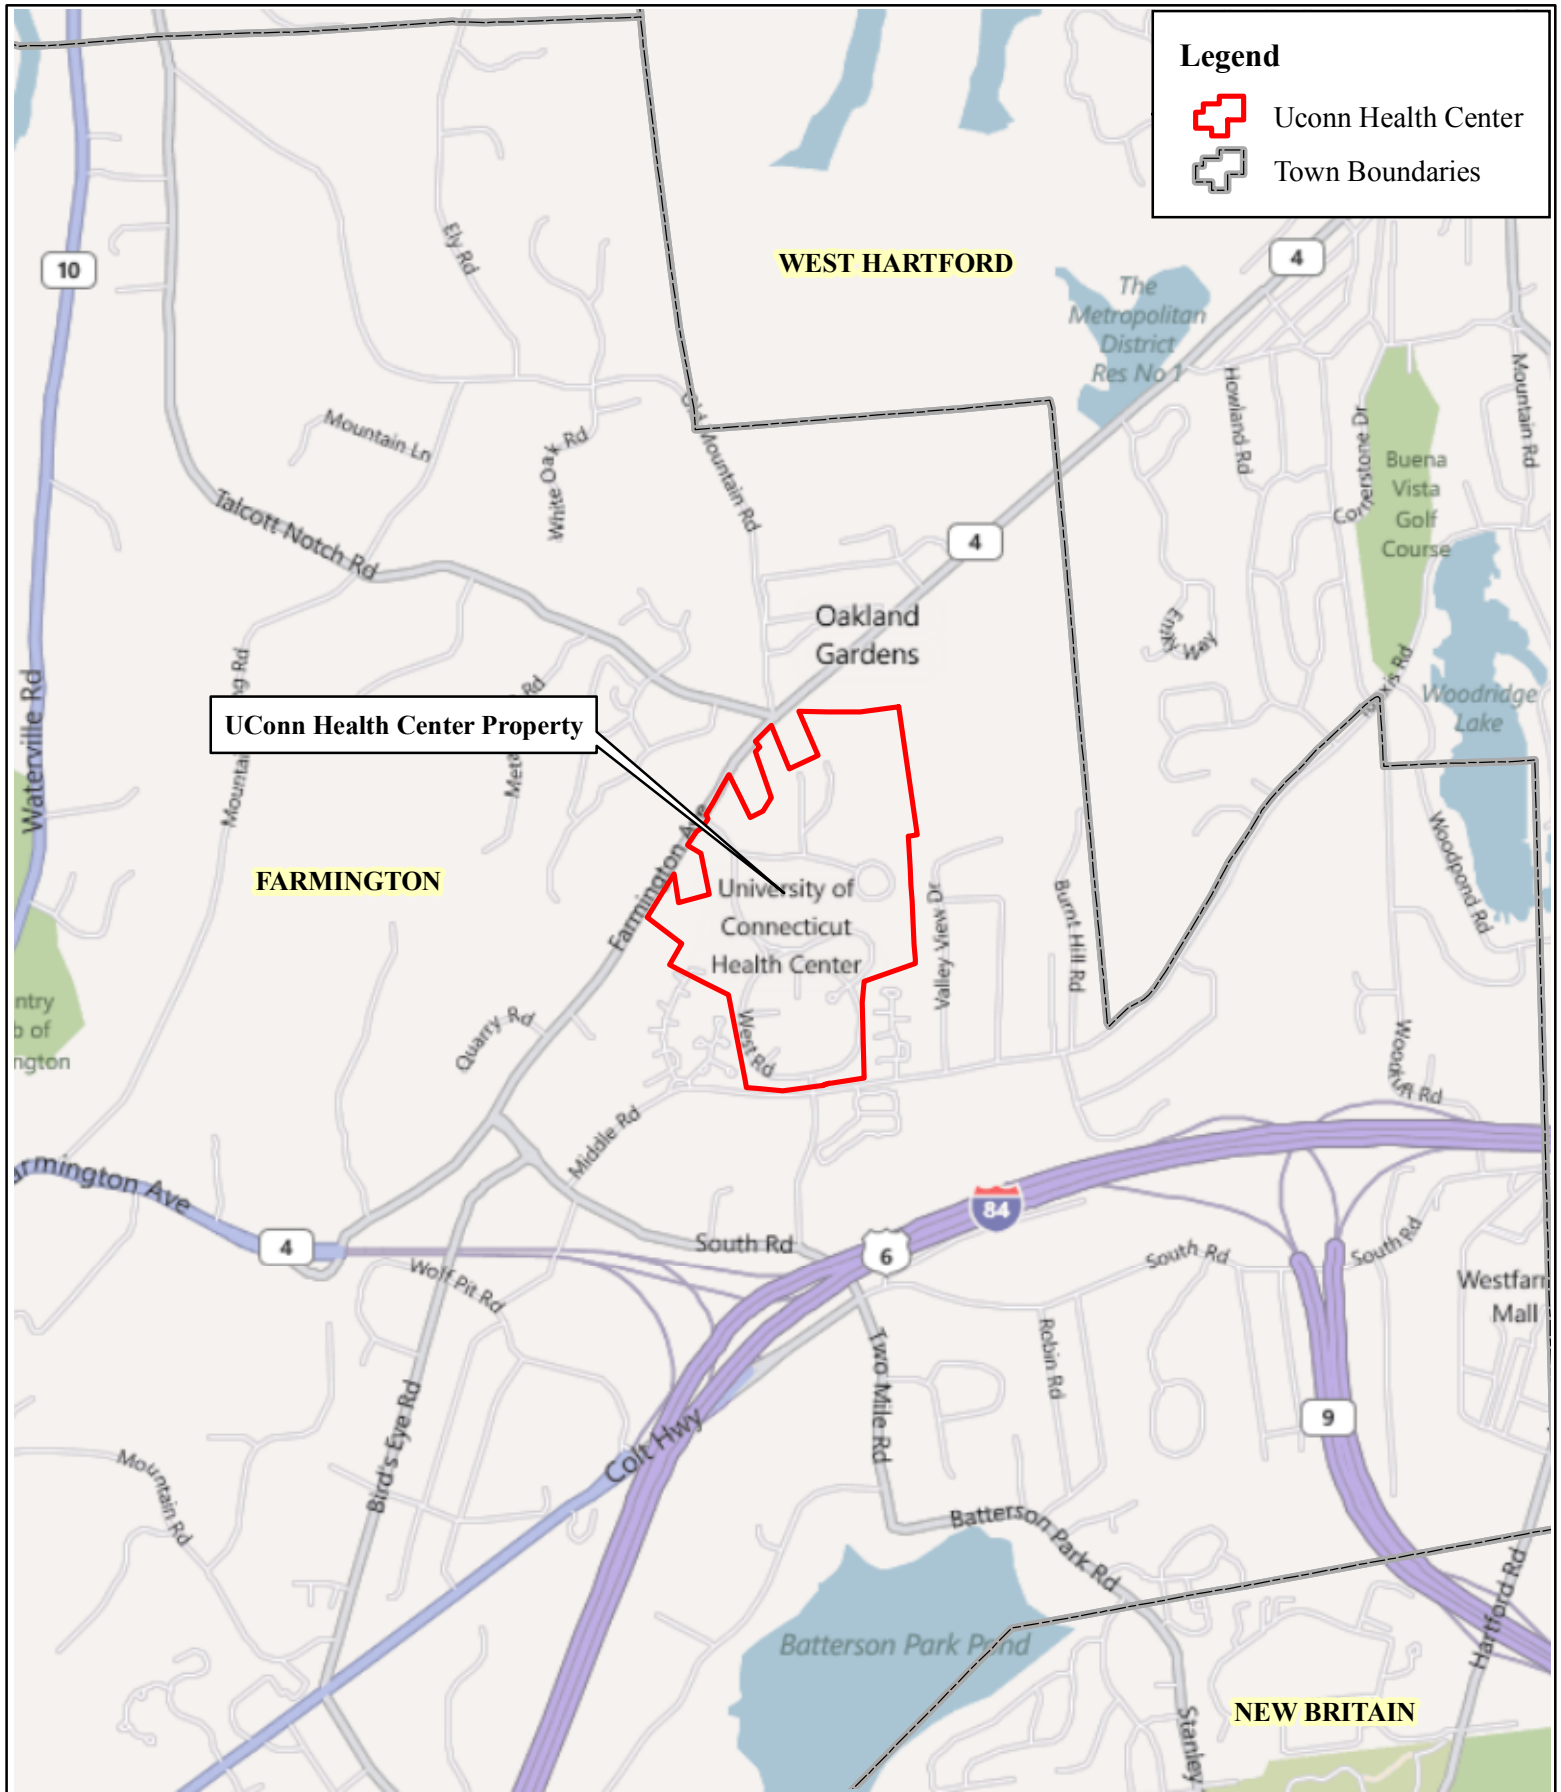 Legend
Uconn Health Center
Town Boundaries
WEST HARTFORD
4
10
Ely Rd
The
Metropolitan
District
Res No 1
Mountain Rd
Howland Rd
Cornerstone Dr
Mountain Ln
White Oak Rd
Old Mountain Rd
Buena
Vista
Golf
Course
Talcott Notch Rd
4
Oakland
Gardens
Emily Way
Waterville Rd
Woodridge
Lake
UConn Health Center Property
Farmington Ave
FARMINGTON
University of
Connecticut
Health Center
Valley View Dr
Burnt Hill Rd
Woodpond Rd
ntry
b of
ngton
Quarry Rd
West Rd
Woodruff Rd
Middle Rd
armington Ave
84
4
South Rd
6
South Rd
South Rd
Wolf Pit Rd
Westfarm
Mall
Robin Rd
Two Mile Rd
Bird's Eye Rd
9
Colt Hwy
Mountain Rd
Batterson Park Rd
Hartford Rd
Batterson Park Pond
NEW BRITAIN
Stanley